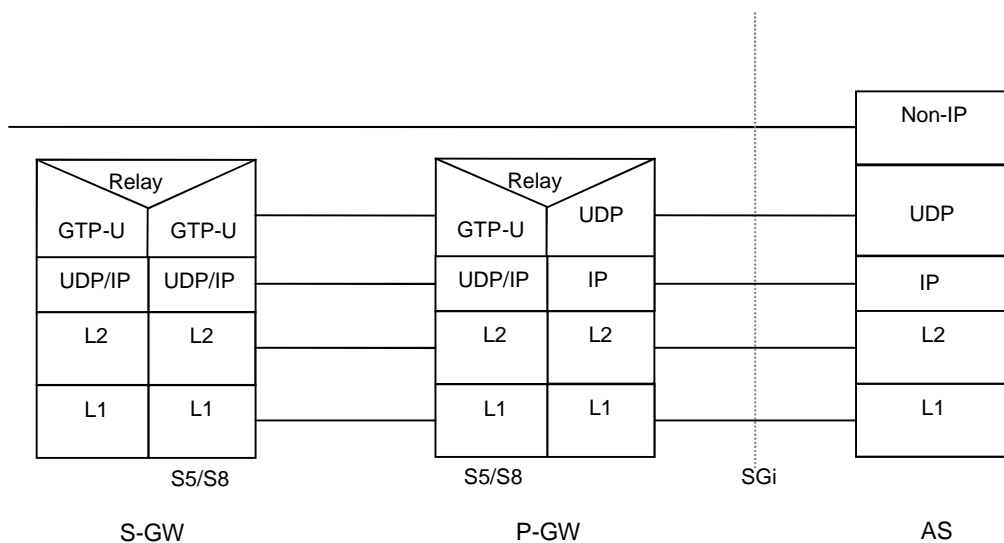 Non-IP
Relay
Relay
GTP-U GTP-U
GTP-U UDP
UDP
UDP/IP UDP/IP
UDP/IP IP
IP
L2 L2
L2 L2
L2
L1 L1
L1 L1
L1
S5/S8
S5/S8
SGi
S-GW
P-GW
AS